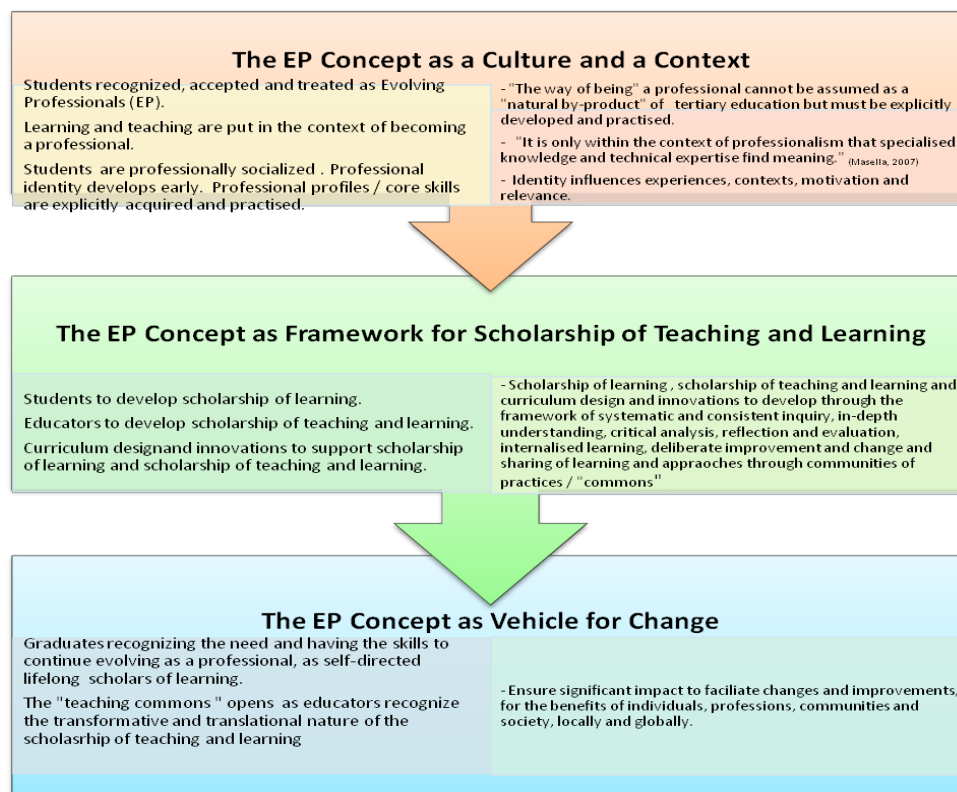 The EP Concept as a Culture and a Context
Students recognized, accepted and treated as Evolving
Professionals (EP).
Learning and teaching are put in the context of becoming
a professional.
Students are professionally socialized . Professional
identity develops early. Professional profiles / core skills
are explicitly acquired and practised.
- "The way of being" a professional cannot be assumed as a
"natural by-product" of tertiary education but must be explicitly
developed and practised.
- "It is only within the context of professionalism that specialised
knowledge and technical expertise find meaning." (Masella, 2007)
- Identity influences experiences, contexts, motivation and
relevance.
The EP Concept as Framework for Scholarship of Teaching and Learning
Students to develop scholarship of learning.
Educators to develop scholarship of teaching and learning.
Curriculum designand innovations to support scholarship
of learning and scholarship of teaching and learning.
- Scholarship of learning , scholarship of teaching and learning and
curriculum design and innovations to develop through the
framework of systematic and consistent inquiry, in-depth
understanding, critical analysis, reflection and evaluation,
internalised learning, deliberate improvement and change and
sharing of learning and appraoches through communities of
practices / "commons"
The EP Concept as Vehicle for Change
Graduates recognizing the need and having the skills to
continue evolving as a professional, as self-directed
lifelong scholars of learning.
The "teaching commons " opens as educators recognize
the transformative and translational nature of the
scholasrhip of teaching and learning
- Ensure significant impact to faciliate changes and improvements,
for the benefits of individuals, professions, communities and
society, locally and globally.